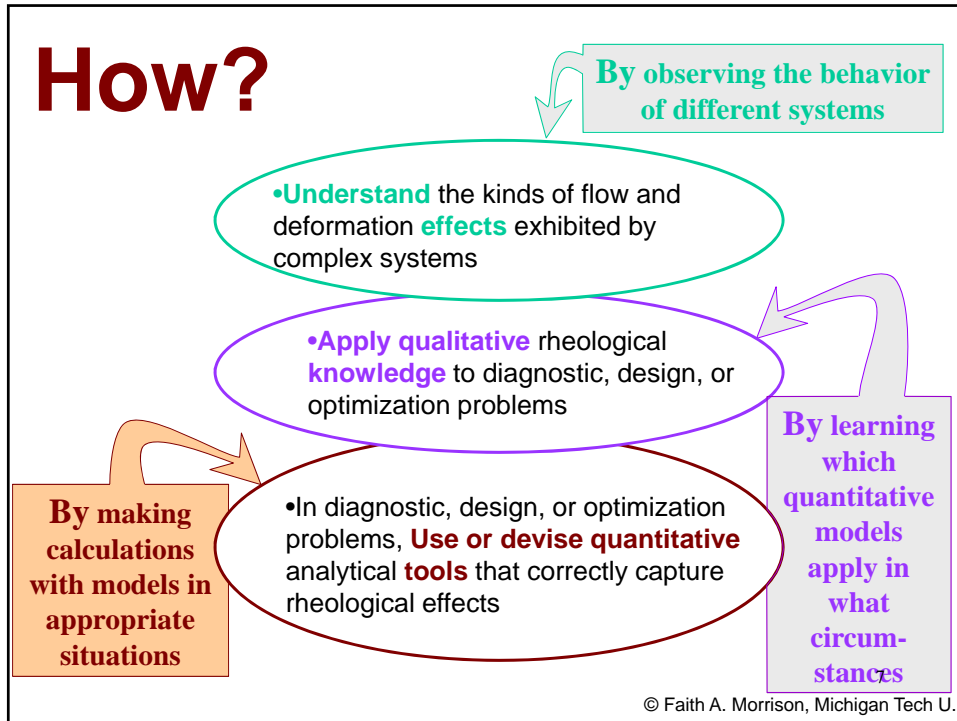 How?
By observing the behavior
of different systems
•Understand the kinds of flow and
deformation effects exhibited by
complex systems
•Apply qualitative rheological
knowledge to diagnostic, design, or
optimization problems
By learning
which
quantitative
models
apply in
what
circum-
stances
•In diagnostic, design, or optimization
problems, Use or devise quantitative
analytical tools that correctly capture
rheological effects
By making
calculations
with models in
appropriate
situations
7
© Faith A. Morrison, Michigan Tech U.